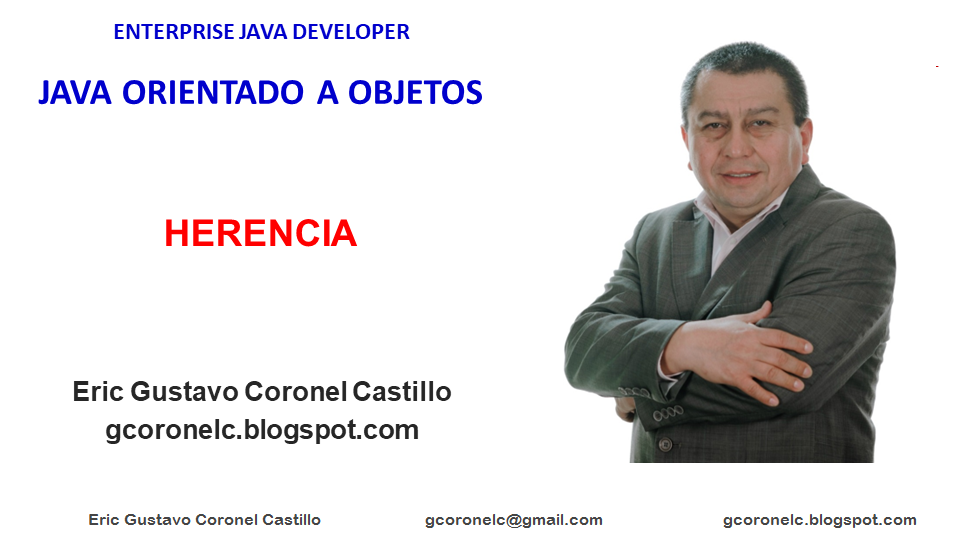 ENTERPRISE JAVA DEVELOPER
JAVA ORIENTADO A OBJETOS
HERENCIA
Eric Gustavo Coronel Castillo
gcoronelc.blogspot.com
Eric Gustavo Coronel Castillo gcoronelc@gmail.com gcoronelc.blogspot.com